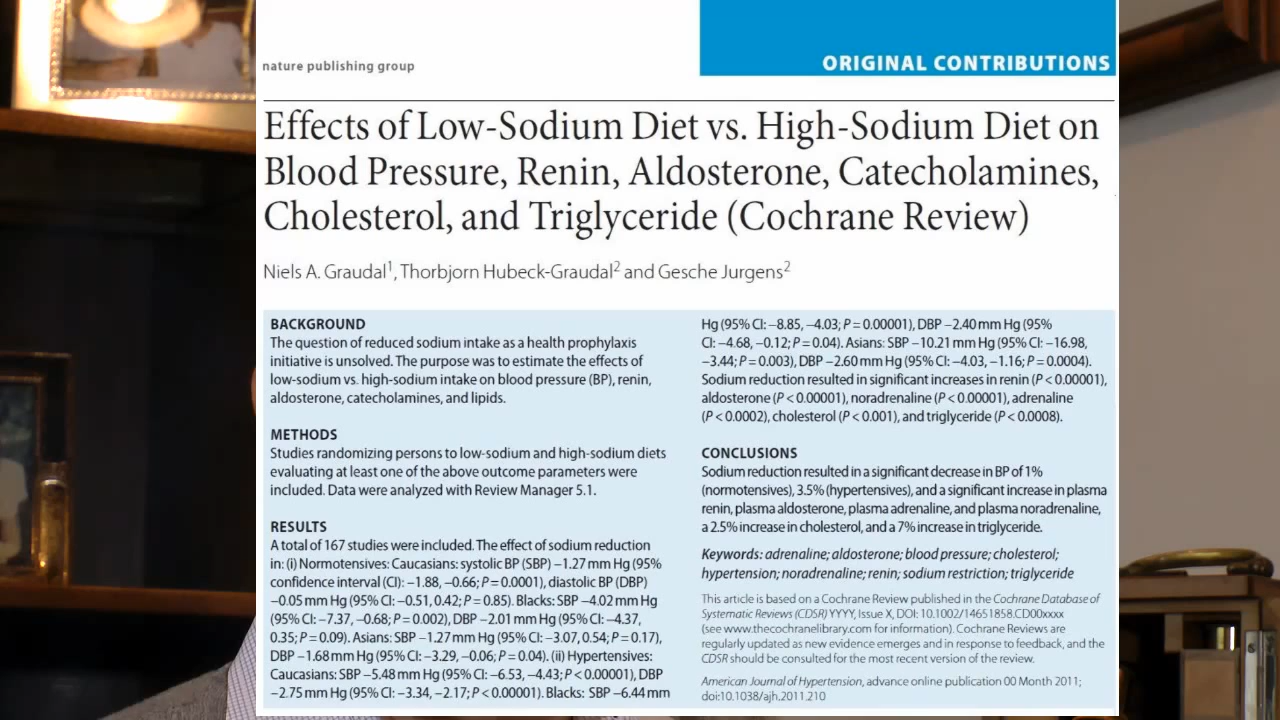 nature publishing group
ORIGINAL CONTRIBUTIONS
Effects of Low-Sodium Diet vs. High-Sodium Diet on
Blood Pressure, Renin, Aldosterone, Catecholamines,
Cholesterol, and Triglyceride (Cochrane Review)
Niels A. Graudal1, Thorbjorn Hubeck-Graudal2 and Gesche Jurgens2
BACKGROUND
The question of reduced sodium intake as a health prophylaxis
initiative is unsolved. The purpose was to estimate the effects of
low-sodium vs. high-sodium intake on blood pressure (BP), renin,
aldosterone, catecholamines, and lipids.
METHODS
Studies randomizing persons to low-sodium and high-sodium diets
evaluating at least one of the above outcome parameters were
included. Data were analyzed with Review Manager 5.1.
RESULTS
A total of 167 studies were included. The effect of sodium reduction
in: (i) Normotensives: Caucasians: systolic BP (SBP) −1.27 mm Hg (95%
confidence interval (CI): −1.88, −0.66; P = 0.0001), diastolic BP (DBP)
−0.05 mm Hg (95% CI: −0.51, 0.42; P = 0.85). Blacks: SBP −4.02 mm Hg
(95% CI: −7.37, −0.68; P = 0.002), DBP −2.01 mm Hg (95% CI: −4.37,
0.35; P = 0.09). Asians: SBP −1.27 mm Hg (95% CI: −3.07, 0.54; P = 0.17),
DBP −1.68 mm Hg (95% CI: −3.29, −0.06; P = 0.04). (ii) Hypertensives:
Caucasians: SBP −5.48 mm Hg (95% CI: −6.53, −4.43; P < 0.00001), DBP
−2.75 mm Hg (95% CI: −3.34, −2.17; P < 0.00001). Blacks: SBP −6.44 mm
Hg (95% CI: −8.85, −4.03; P = 0.00001), DBP −2.40 mm Hg (95%
CI: −4.68, −0.12; P = 0.04). Asians: SBP −10.21 mm Hg (95% CI: −16.98,
−3.44; P = 0.003), DBP −2.60 mm Hg (95% CI: −4.03, −1.16; P = 0.0004).
Sodium reduction resulted in significant increases in renin (P < 0.00001),
aldosterone (P < 0.00001), noradrenaline (P < 0.00001), adrenaline
(P < 0.0002), cholesterol (P < 0.001), and triglyceride (P < 0.0008).
CONCLUSIONS
Sodium reduction resulted in a significant decrease in BP of 1%
(normotensives), 3.5% (hypertensives), and a significant increase in plasma
renin, plasma aldosterone, plasma adrenaline, and plasma noradrenaline,
a 2.5% increase in cholesterol, and a 7% increase in triglyceride.
Keywords: adrenaline; aldosterone; blood pressure; cholesterol;
hypertension; noradrenaline; renin; sodium restriction; triglyceride
This article is based on a Cochrane Review published in the Cochrane Database of
Systematic Reviews (CDSR) YYYY, Issue X, DOI: 10.1002/14651858.CD00xxxx
(see www.thecochranelibrary.com for information). Cochrane Reviews are
regularly updated as new evidence emerges and in response to feedback, and the
CDSR should be consulted for the most recent version of the review.
American Journal of Hypertension, advance online publication 00 Month 2011;
doi:10.1038/ajh.2011.210